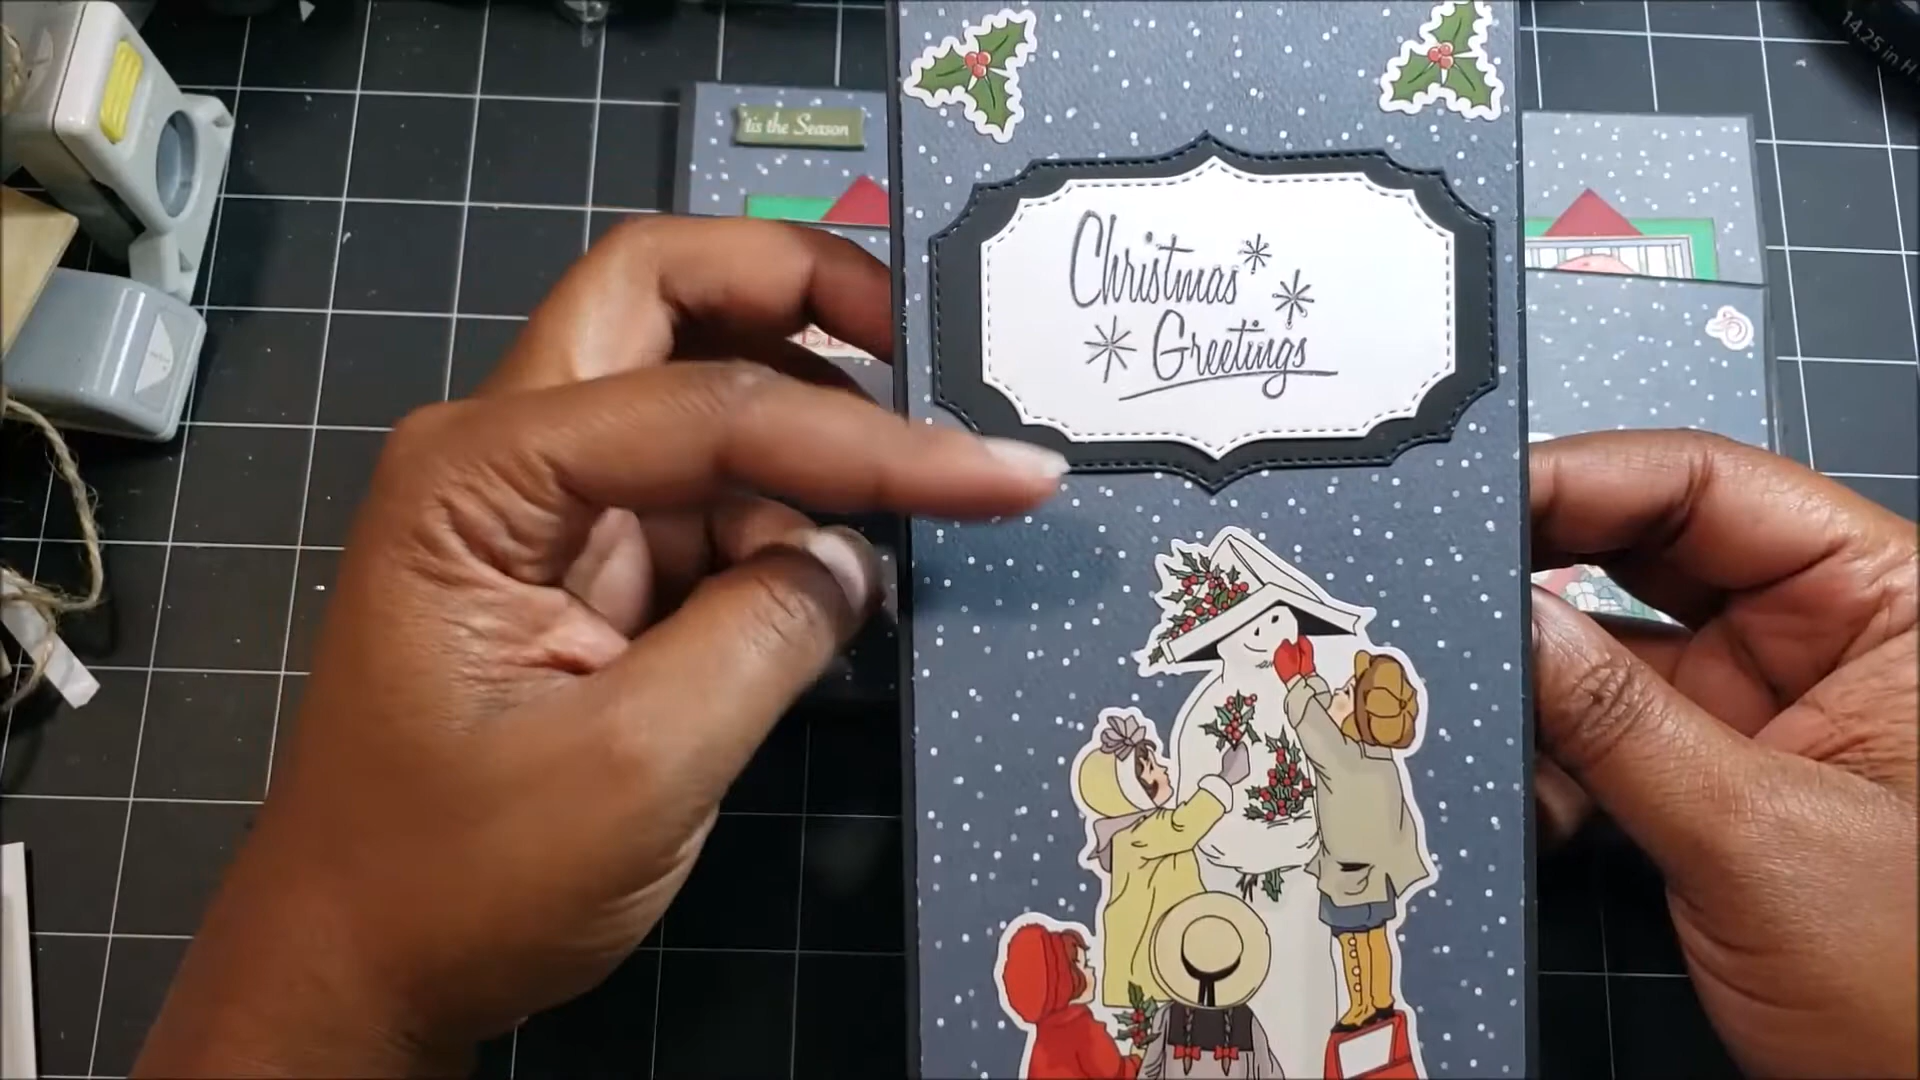 14.25 in H
'tis the Season
Christmas
Greetings